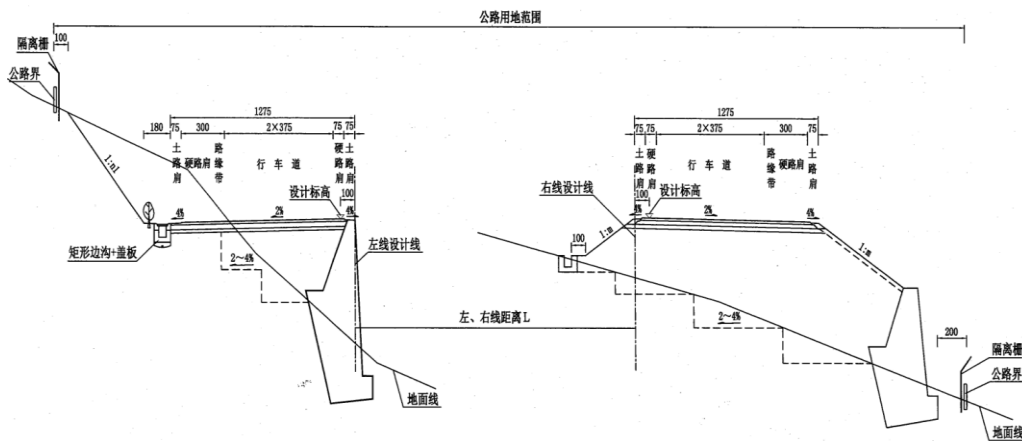 公路用地范围
隔离栅
100
公路界
1:m1
180
1275
75
300
2×375
75
75
土路肩
硬路肩
路缘带
行车道
硬路肩
土路肩
设计标高
100
4%
2%
4%
矩形边沟+盖板
2～4%
左线设计线
地面线
左、右线距离L
1275
75
75
2×375
300
75
土路肩
硬路肩
行车道
路缘带
硬路肩
土路肩
右线设计线
100
设计标高
4%
2%
4%
100
1:m
1:m
2～4%
200
隔离栅
公路界
地面线